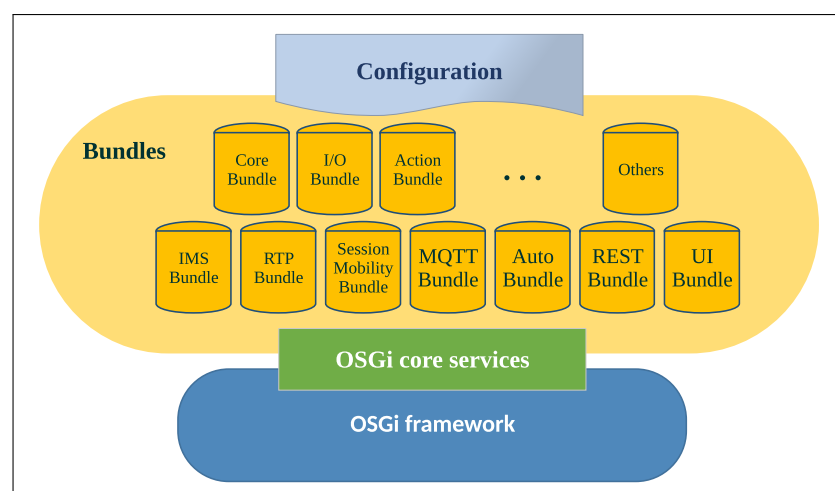 Configuration
Bundles
Core
Bundle
I/O
Bundle
Action
Bundle
...
Others
IMS
Bundle
RTP
Bundle
Session
Mobility
Bundle
MQTT
Bundle
Auto
Bundle
REST
Bundle
UI
Bundle
OSGi core services
OSGi framework